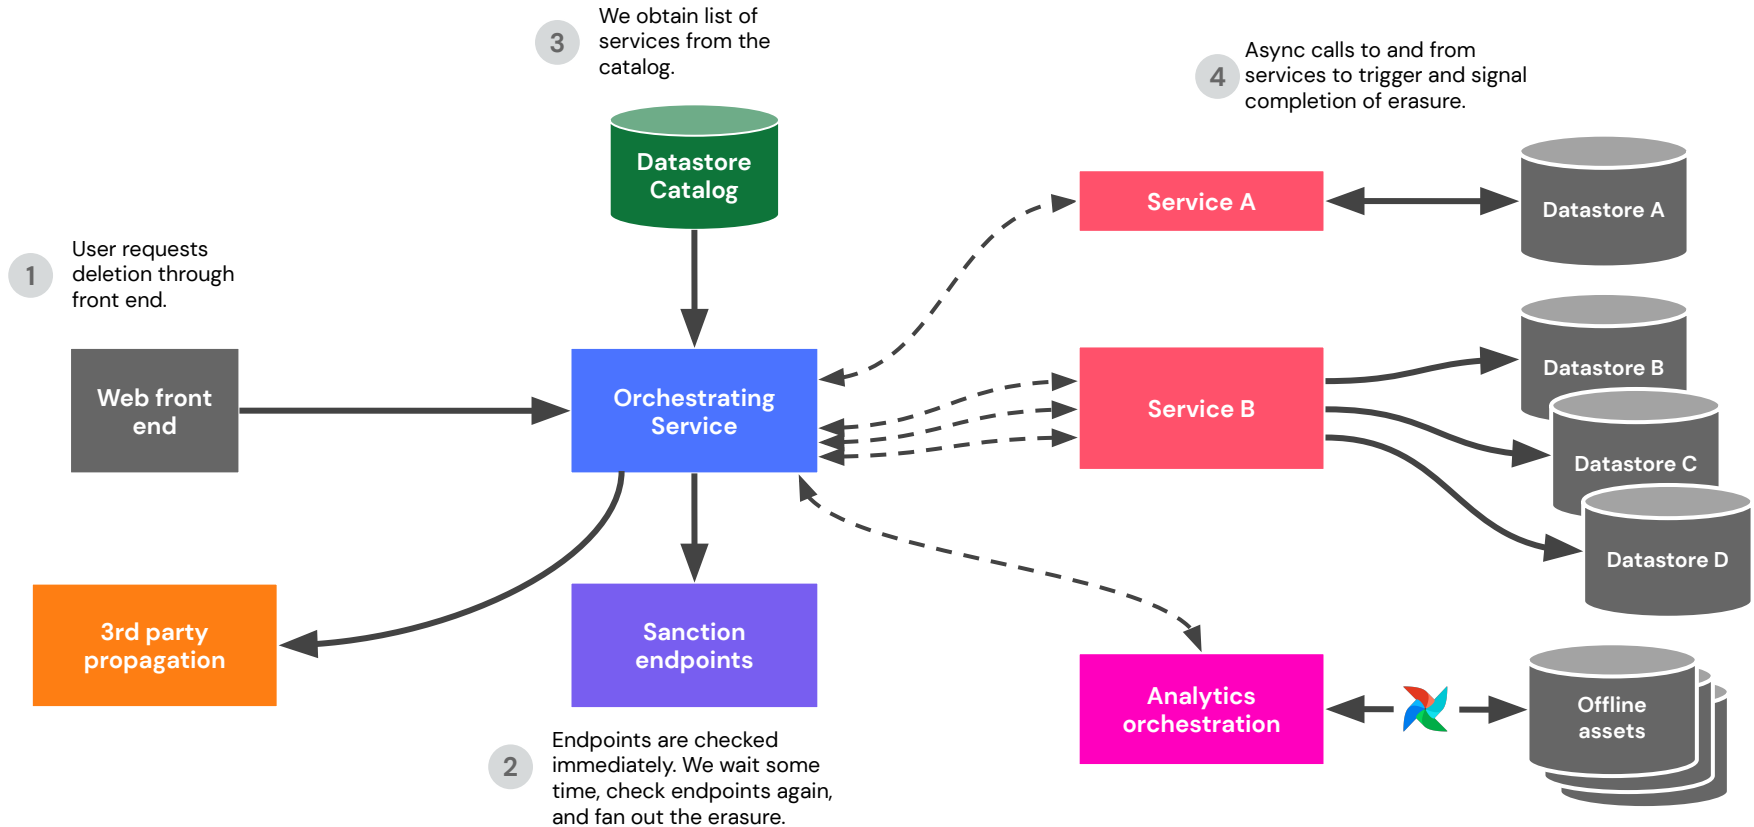 3
We obtain list of
services from the
catalog.
4
Async calls to and from
services to trigger and signal
completion of erasure.
Datastore
Catalog
Service A
Datastore A
1
User requests
deletion through
front end.
Web front
end
Orchestrating
Service
Service B
Datastore B
Datastore C
Datastore D
3rd party
propagation
Sanction
endpoints
Analytics
orchestration
Offline
assets
2
Endpoints are checked
immediately. We wait some
time, check endpoints again,
and fan out the erasure.